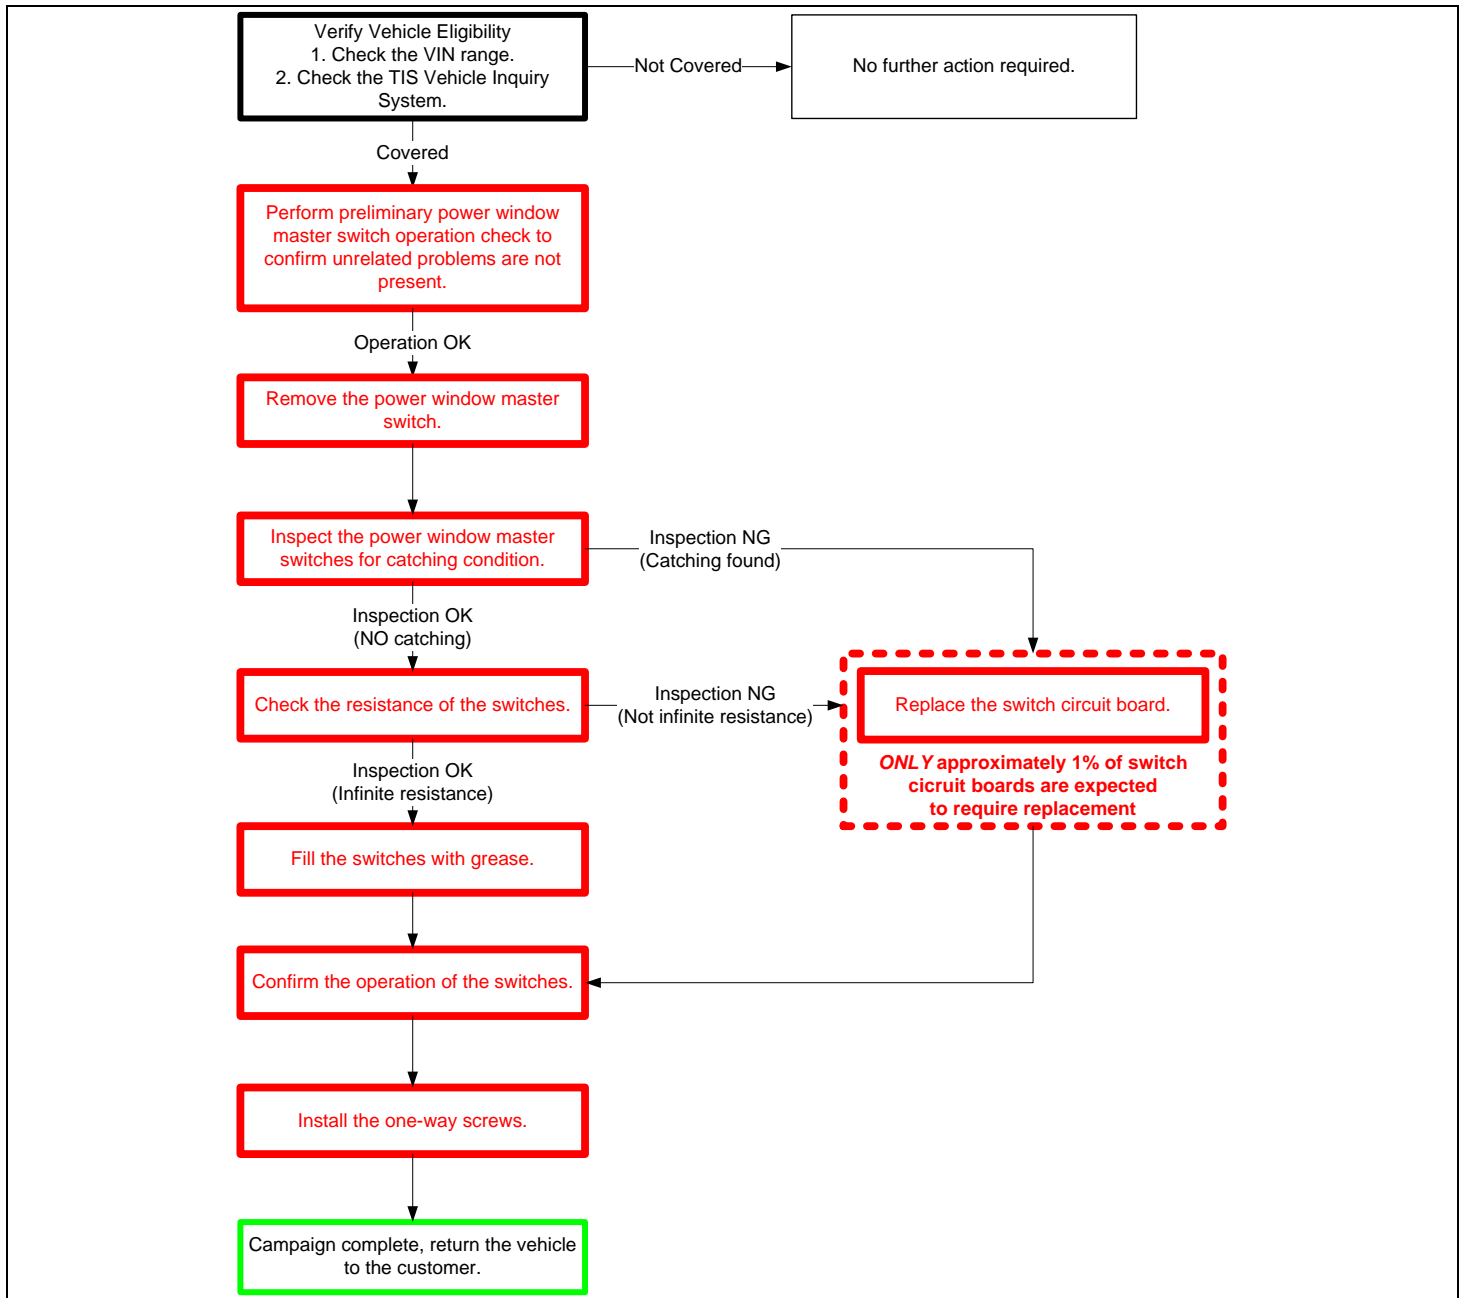 Verify Vehicle Eligibility
1. Check the VIN range.
2. Check the TIS Vehicle Inquiry
System.
Not Covered
No further action required.
Covered
Perform preliminary power window
master switch operation check to
confirm unrelated problems are not
present.
Operation OK
Remove the power window master
switch.
Inspect the power window master
switches for catching condition.
Inspection NG
(Catching found)
Inspection OK
(NO catching)
Check the resistance of the switches.
Inspection NG
(Not infinite resistance)
Replace the switch circuit board.
ONLY approximately 1% of switch
cicruit boards are expected
to require replacement
Inspection OK
(Infinite resistance)
Fill the switches with grease.
Confirm the operation of the switches.
Install the one-way screws.
Campaign complete, return the vehicle
to the customer.